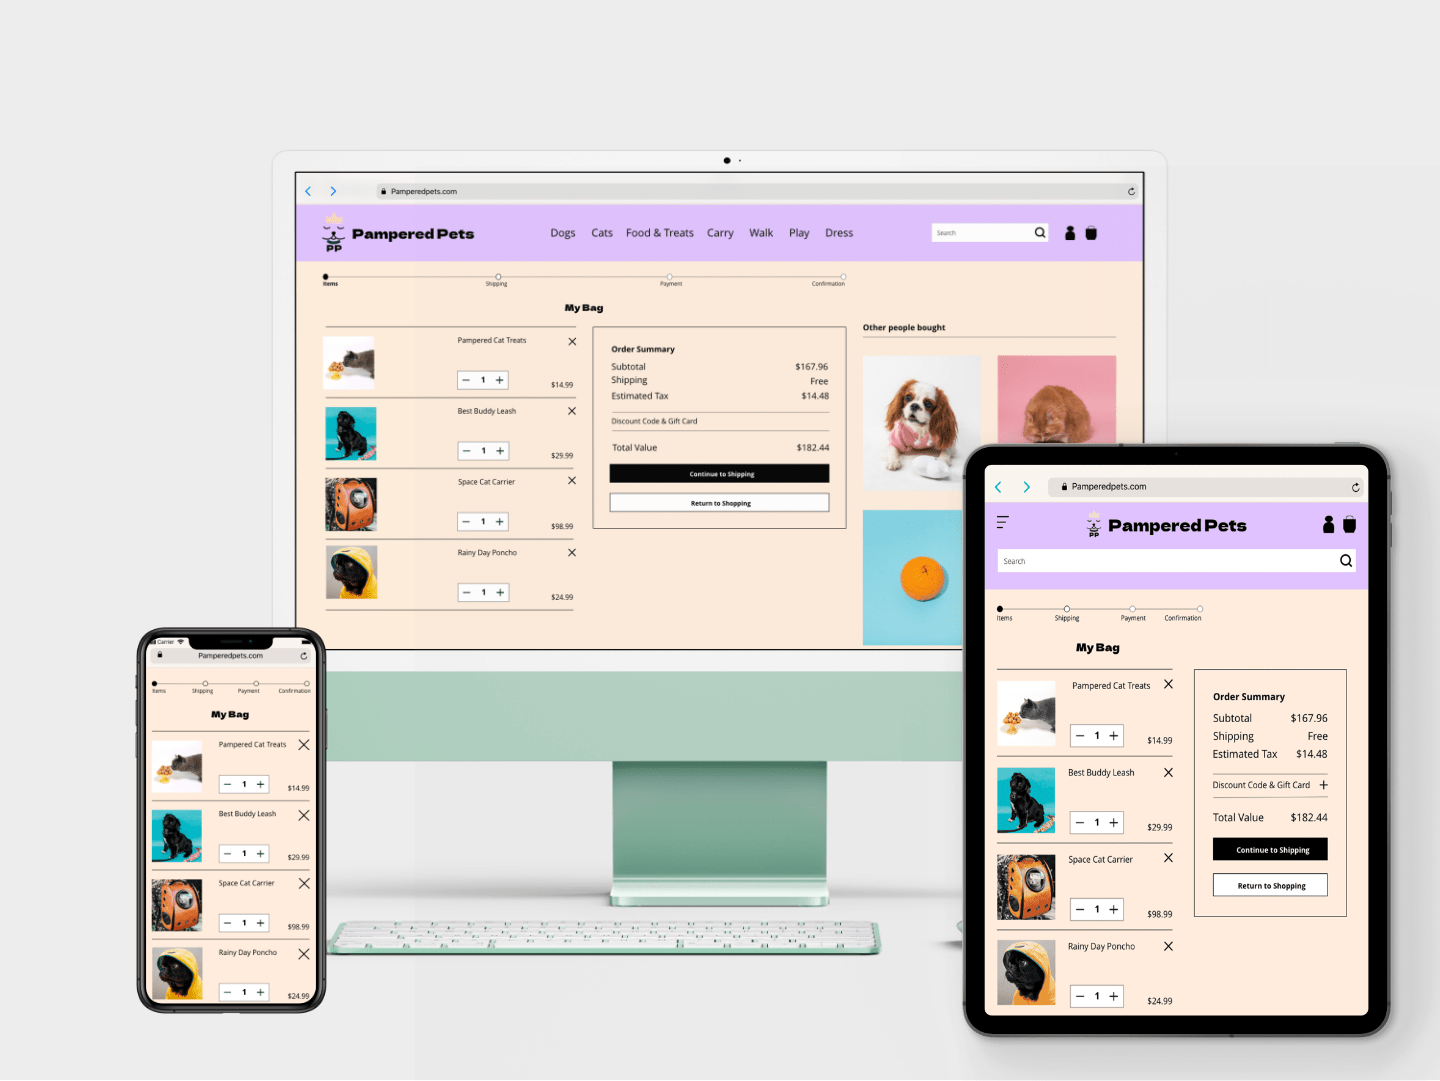 Pamperedpets.com
PP
Pampered Pets
Dogs Cats Food & Treats Carry Walk Play Dress
Search
Items Shipping Payment Confirmation
My Bag
Pampered Cat Treats
1
$14.99
Best Buddy Leash
1
$29.99
Space Cat Carrier
1
$98.99
Rainy Day Poncho
1
$24.99
Order Summary
Subtotal $167.96
Shipping Free
Estimated Tax $14.48
Discount Code & Gift Card
Total Value $182.44
Continue to Shipping
Return to Shopping
Other people bought
Carrier
Pamperedpets.com
Items Shipping Payment Confirmation
My Bag
Pampered Cat Treats
1
$14.99
Best Buddy Leash
1
$29.99
Space Cat Carrier
1
$98.99
Rainy Day Poncho
1
$24.99
Pamperedpets.com
PP
Pampered Pets
Search
Items Shipping Payment Confirmation
My Bag
Pampered Cat Treats
1
$14.99
Best Buddy Leash
1
$29.99
Space Cat Carrier
1
$98.99
Rainy Day Poncho
1
$24.99
Order Summary
Subtotal $167.96
Shipping Free
Estimated Tax $14.48
Discount Code & Gift Card
Total Value $182.44
Continue to Shipping
Return to Shopping